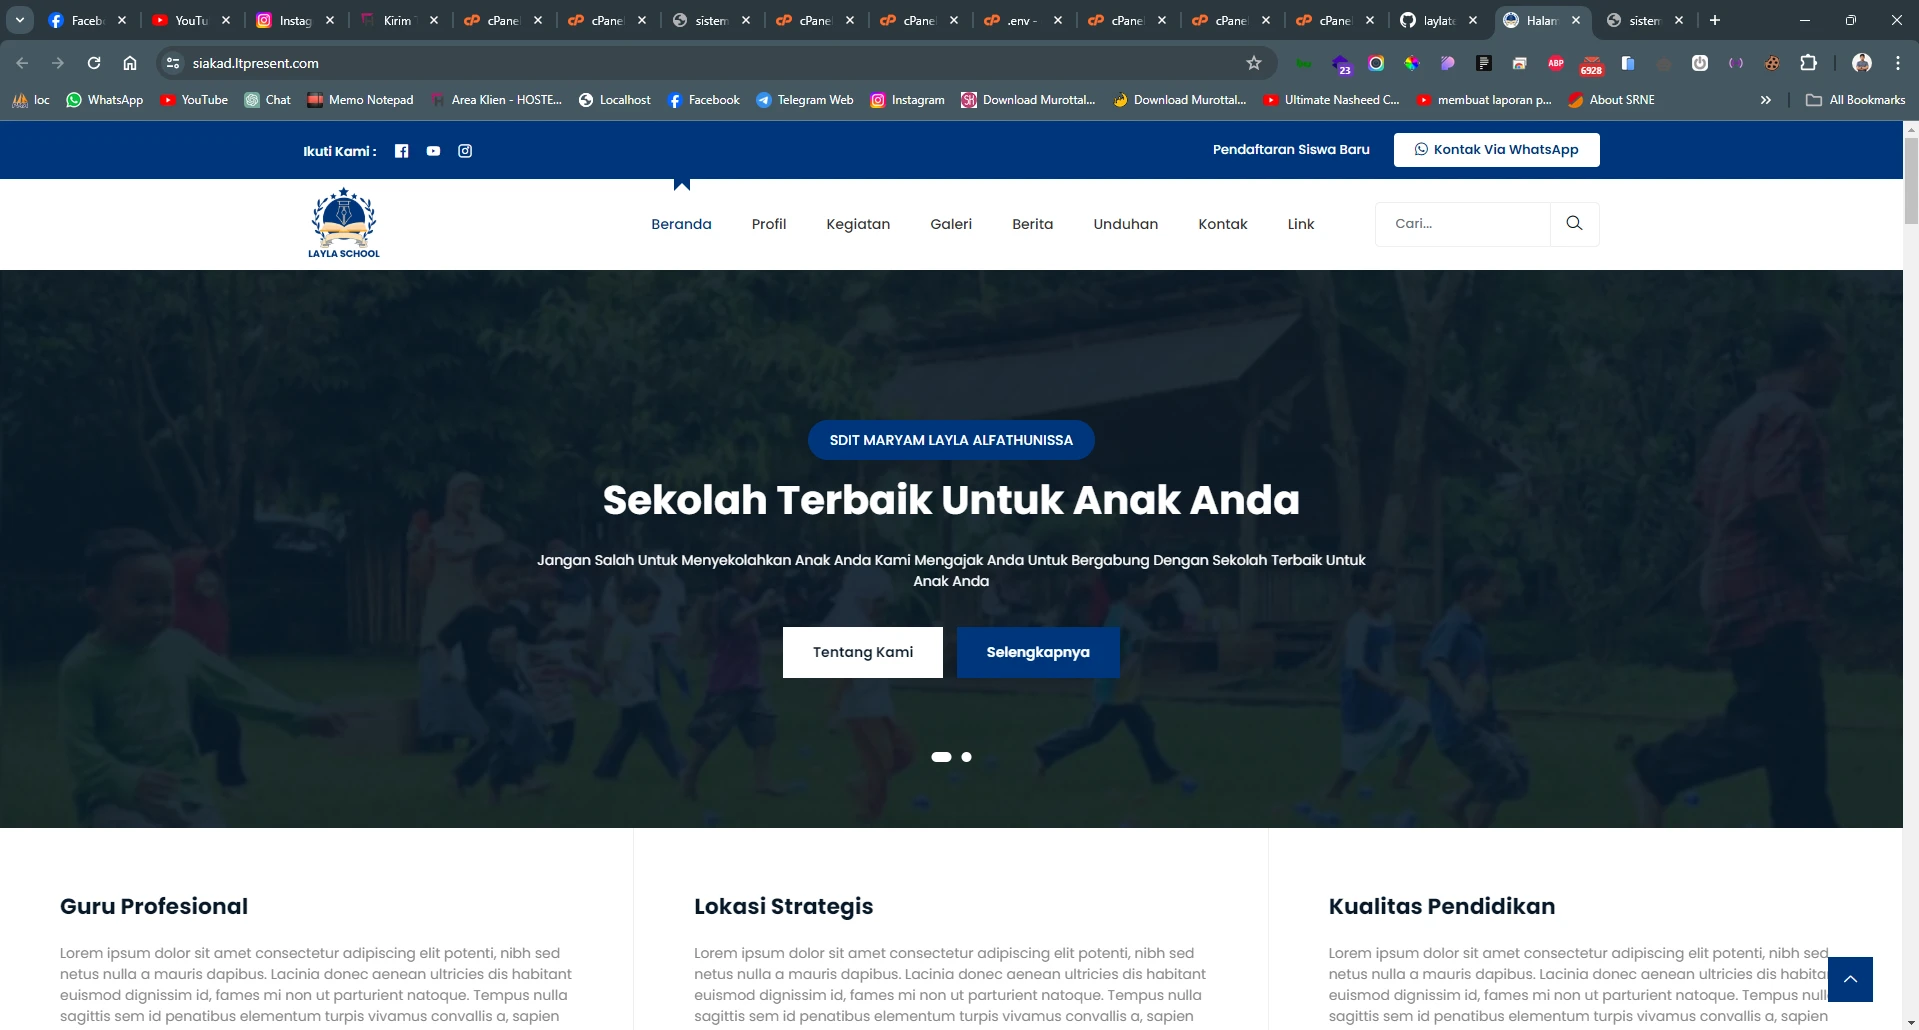 Faceb
YouTu
Instag
Kirim T
cPanel
cPanel
sistem
cPanel
cPanel
.env -
cPanel
cPanel
cPanel
laylate
Halam
sistem
siakad.ltpresent.com
23
ABP
6928
loc
WhatsApp
YouTube
Chat
Memo Notepad
Area Klien - HOSTE...
Localhost
Facebook
Telegram Web
Instagram
Download Murottal...
Download Murottal...
Ultimate Nasheed C...
membuat laporan p...
About SRNE
All Bookmarks
Ikuti Kami :
Pendaftaran Siswa Baru
Kontak Via WhatsApp
LAYLA SCHOOL
Beranda
Profil
Kegiatan
Galeri
Berita
Unduhan
Kontak
Link
Cari...
SDIT MARYAM LAYLA ALFATHUNISSA
Sekolah Terbaik Untuk Anak Anda
Jangan Salah Untuk Menyekolahkan Anak Anda Kami Mengajak Anda Untuk Bergabung Dengan Sekolah Terbaik Untuk
Anak Anda
Tentang Kami
Selengkapnya
Guru Profesional
Lorem ipsum dolor sit amet consectetur adipiscing elit potenti, nibh sed
netus nulla a mauris dapibus. Lacinia donec aenean ultricies dis habitant
euismod dignissim id, fames mi non ut parturient natoque. Tempus nulla
sagittis sem id penatibus elementum turpis vivamus convallis a, sapien
Lokasi Strategis
Lorem ipsum dolor sit amet consectetur adipiscing elit potenti, nibh sed
netus nulla a mauris dapibus. Lacinia donec aenean ultricies dis habitant
euismod dignissim id, fames mi non ut parturient natoque. Tempus nulla
sagittis sem id penatibus elementum turpis vivamus convallis a, sapien
Kualitas Pendidikan
Lorem ipsum dolor sit amet consectetur adipiscing elit potenti, nibh sed
netus nulla a mauris dapibus. Lacinia donec aenean ultricies dis habita
euismod dignissim id, fames mi non ut parturient natoque. Tempus null
sagittis sem id penatibus elementum turpis vivamus convallis a, sapien